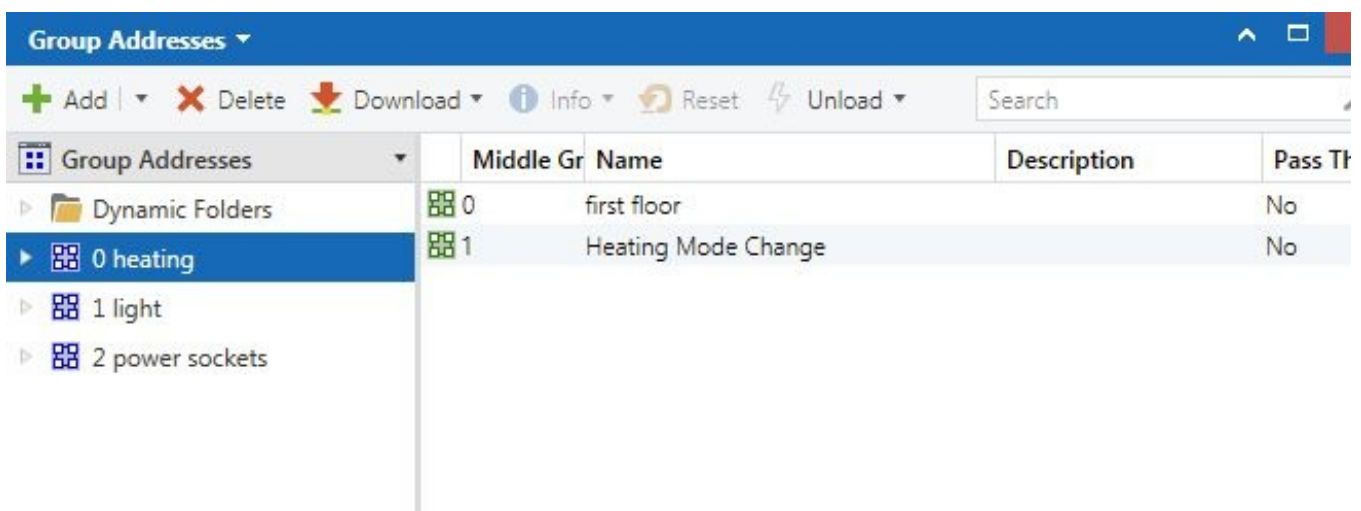 Group Addresses
Add Delete Download Info Reset Unload Search
Group Addresses Middle Gr Name Description Pass Th
Dynamic Folders 0 first floor No
0 heating 1 Heating Mode Change No
1 light
2 power sockets